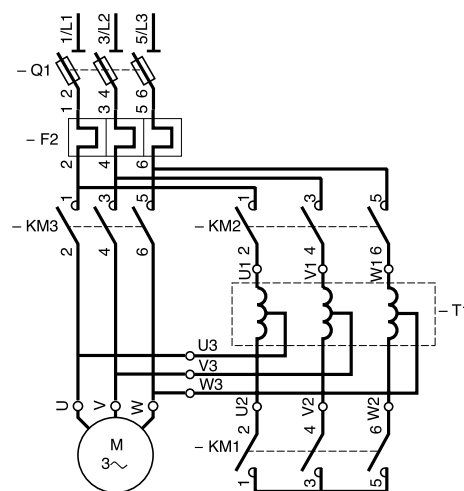 1/L1 3/L2 5/L3
– Q1
2 4 6
1 3 5
– F2
2 4 6
1 3 5
– KM3
2 4 6
1 3 5
– KM2
2 4 6
U1 V1 W1
– T1
U3
V3
W3
U V W
U2 V2 W2
M
3~
2 4 6
– KM1
1 3 5